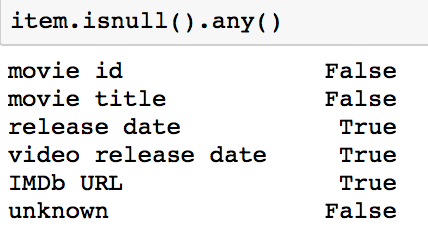 item.isnull().any()
movie id False
movie title False
release date True
video release date True
IMDb URL True
unknown False